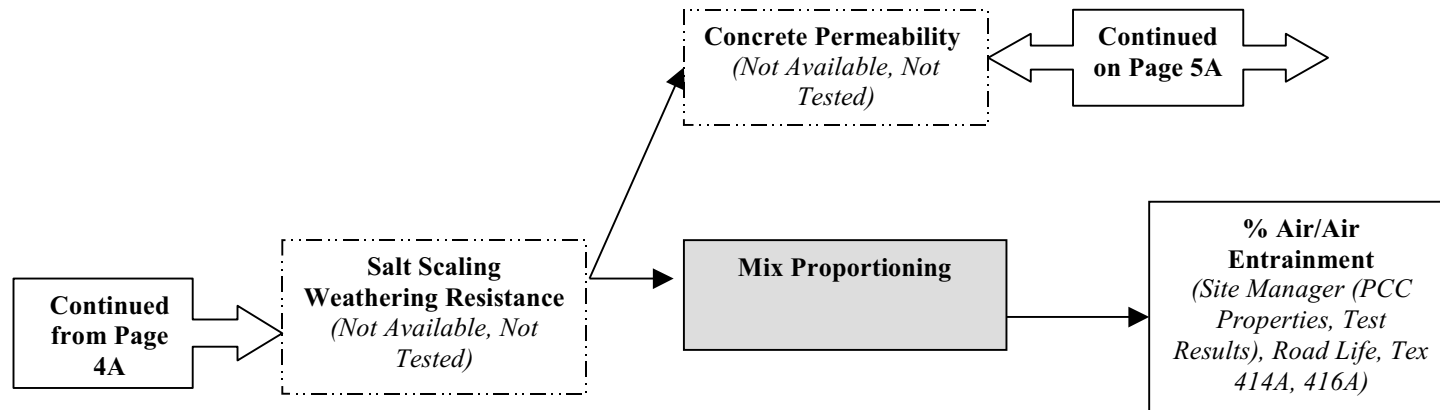 Concrete Permeability
(Not Available, Not
Tested)
Continued
on Page 5A
Continued
from Page
4A
Salt Scaling
Weathering Resistance
(Not Available, Not
Tested)
Mix Proportioning
% Air/Air
Entrainment
(Site Manager (PCC
Properties, Test
Results), Road Life, Tex
414A, 416A)